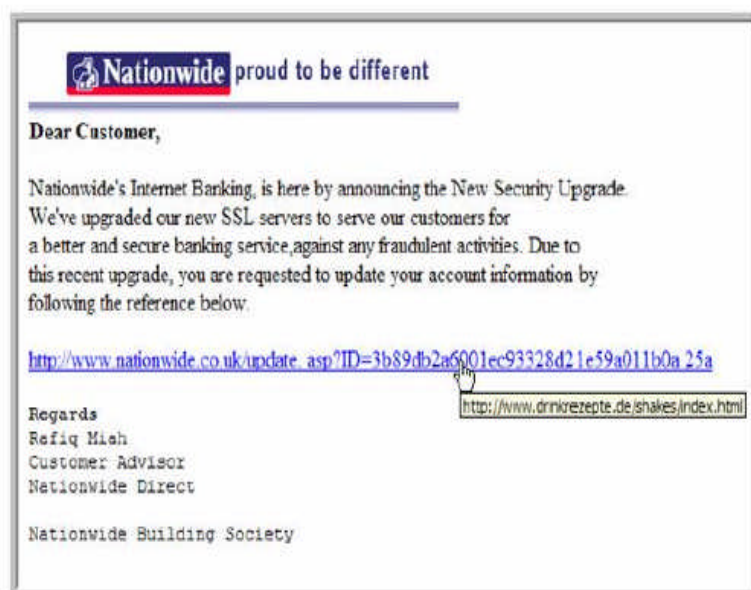 Nationwide proud to be different
Dear Customer,
Nationwide's Internet Banking, is here by announcing the New Security Upgrade.
We've upgraded our new SSL servers to serve our customers for
a better and secure banking service,against any fraudulent activities. Due to
this recent upgrade, you are requested to update your account information by
following the reference below.
http://www.nationwide.co.uk/update. asp?ID=3b89db2a6001ec93328d21e59a011b0a 25a
http://www.drinkrezepte.de/shakes/index.html
Regards
Rafiq Miah
Customer Advisor
Nationwide Direct
Nationwide Building Society